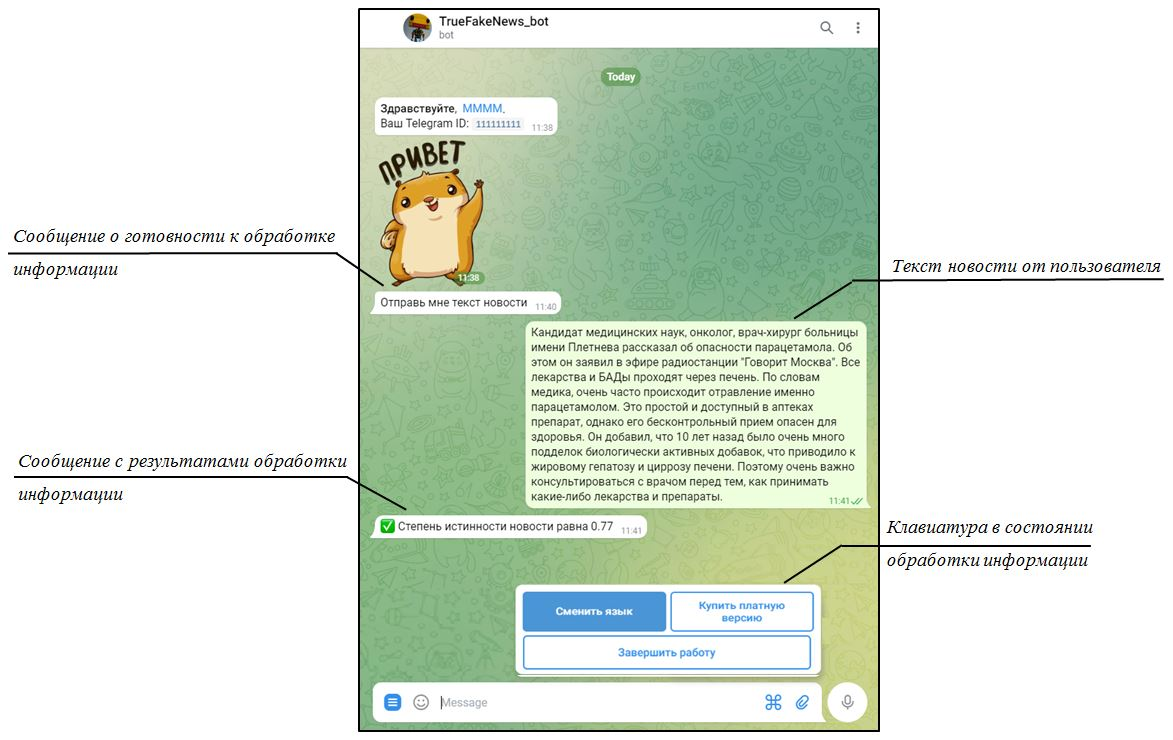 TrueFakeNews_bot
bot
Today
Здравствуйте, MMMM.
Ваш Telegram ID: 111111111 11:38
ПРИВЕТ
11:38
Сообщение о готовности к обработке
информации
Отправь мне текст новости 11:40
Текст новости от пользователя
Кандидат медицинских наук, онколог, врач-хирург больницы
имени Плетнева рассказал об опасности парацетамола. Об
этом он заявил в эфире радиостанции "Говорит Москва". Все
лекарства и БАДы проходят через печень. По словам
медика, очень часто происходит отравление именно
парацетамолом. Это простой и доступный в аптеках
препарат, однако его бесконтрольный прием опасен для
здоровья. Он добавил, что 10 лет назад было очень много
подделок биологически активных добавок, что приводило к
жировому гепатозу и циррозу печени. Поэтому очень важно
консультироваться с врачом перед тем, как принимать
какие-либо лекарства и препараты. 11:41
Сообщение с результатами обработки
информации
✅ Степень истинности новости равна 0.77 11:41
Клавиатура в состоянии
обработки информации
Сменить язык
Купить платную
версию
Завершить работу
Message